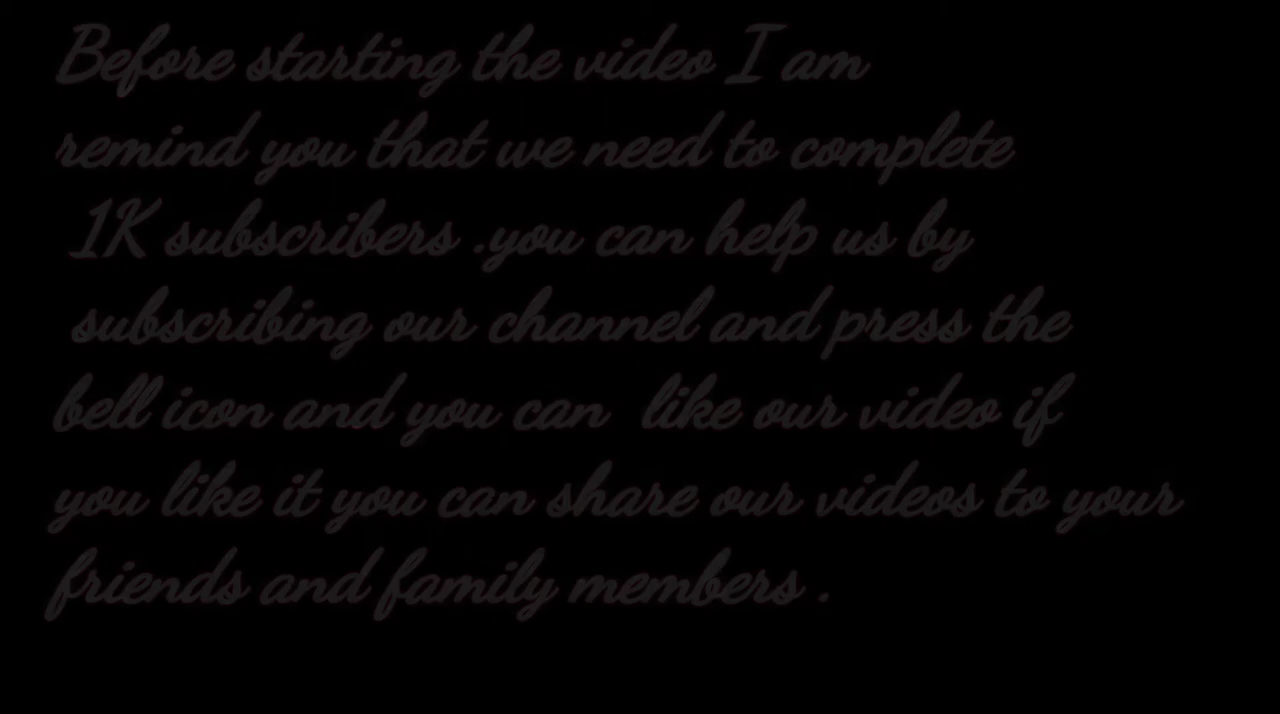 Before starting the video I am
remind you that we need to complete
1K subscribers .you can help us by
subscribing our channel and press the
bell icon and you can like our video if
you like it you can share our videos to your
friends and family members .